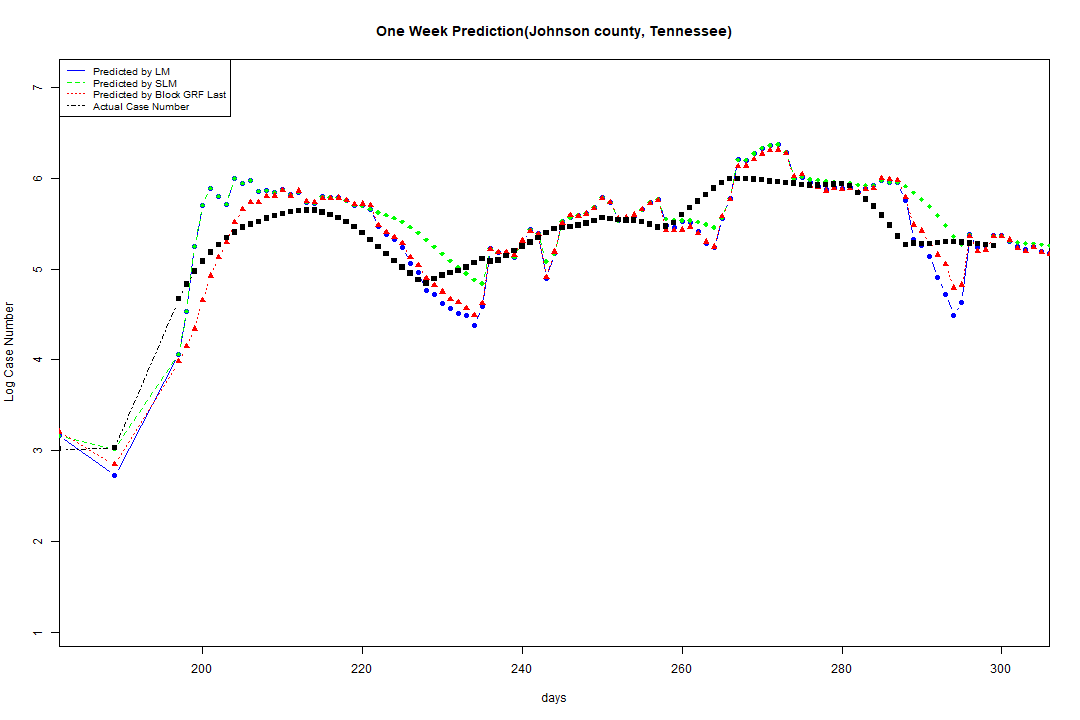 One Week Prediction(Johnson county, Tennessee)
Predicted by LM
Predicted by SLM
Predicted by Block GRF Last
Actual Case Number
7
6
5
4
3
2
1
Log Case Number
200 220 240 260 280 300
days